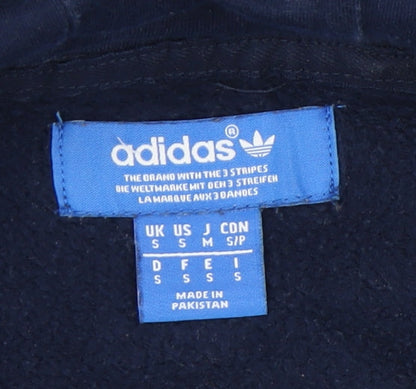 adidas®
THE BRAND WITH THE 3 STRIPES
DIE WELTMARKE MIT DEN 3 STREIFEN
LA MARQUE AUX 3 BANDES
UK US J CDN
S S M S/P
D F E I
S S S S
MADE IN
PAKISTAN